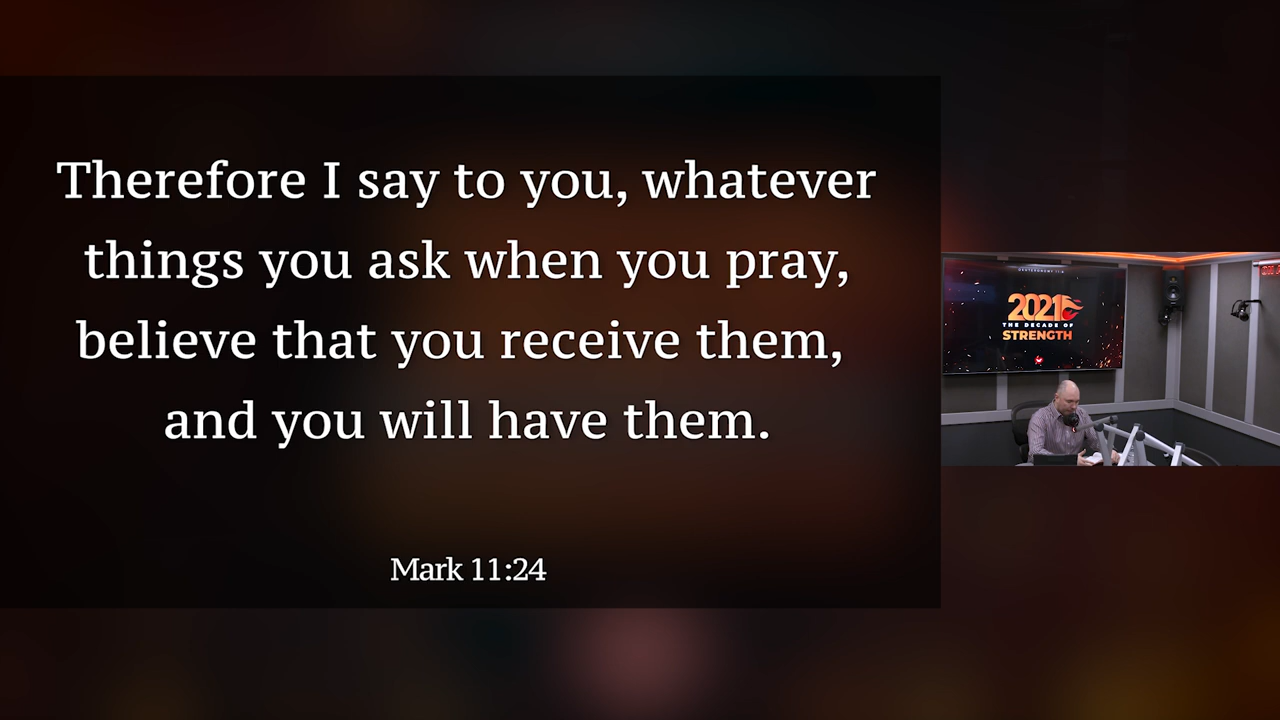 Therefore I say to you, whatever
things you ask when you pray,
believe that you receive them,
and you will have them.
Mark 11:24
2021
THE DECADE OF
STRENGTH